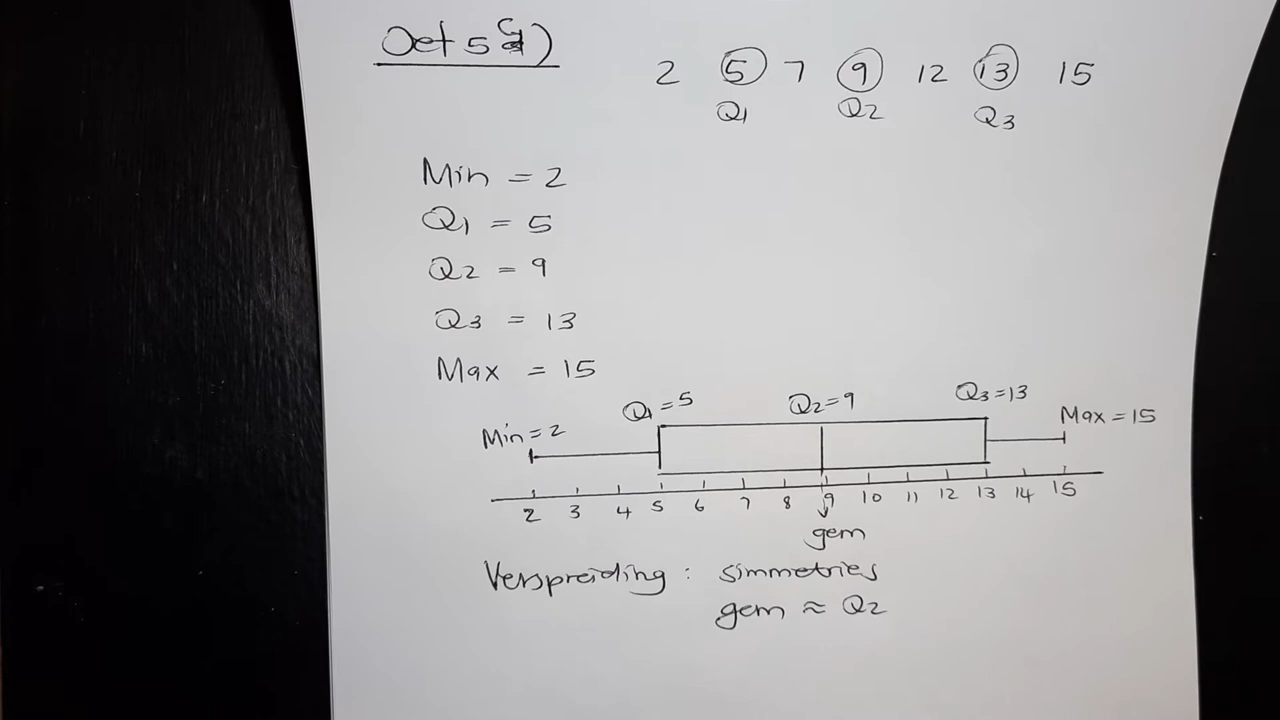 Oef 5
2 5 7 9 12 13 15
Q1 Q2 Q3
Min = 2
Q1 = 5
Q2 = 9
Q3 = 13
Max = 15
Min = 2 Q1 = 5 Q2 = 9 Q3 = 13 Max = 15
2 3 4 5 6 7 8 9 10 11 12 13 14 15
gem
Verspreiding : simmetries
gem ≈ Q2